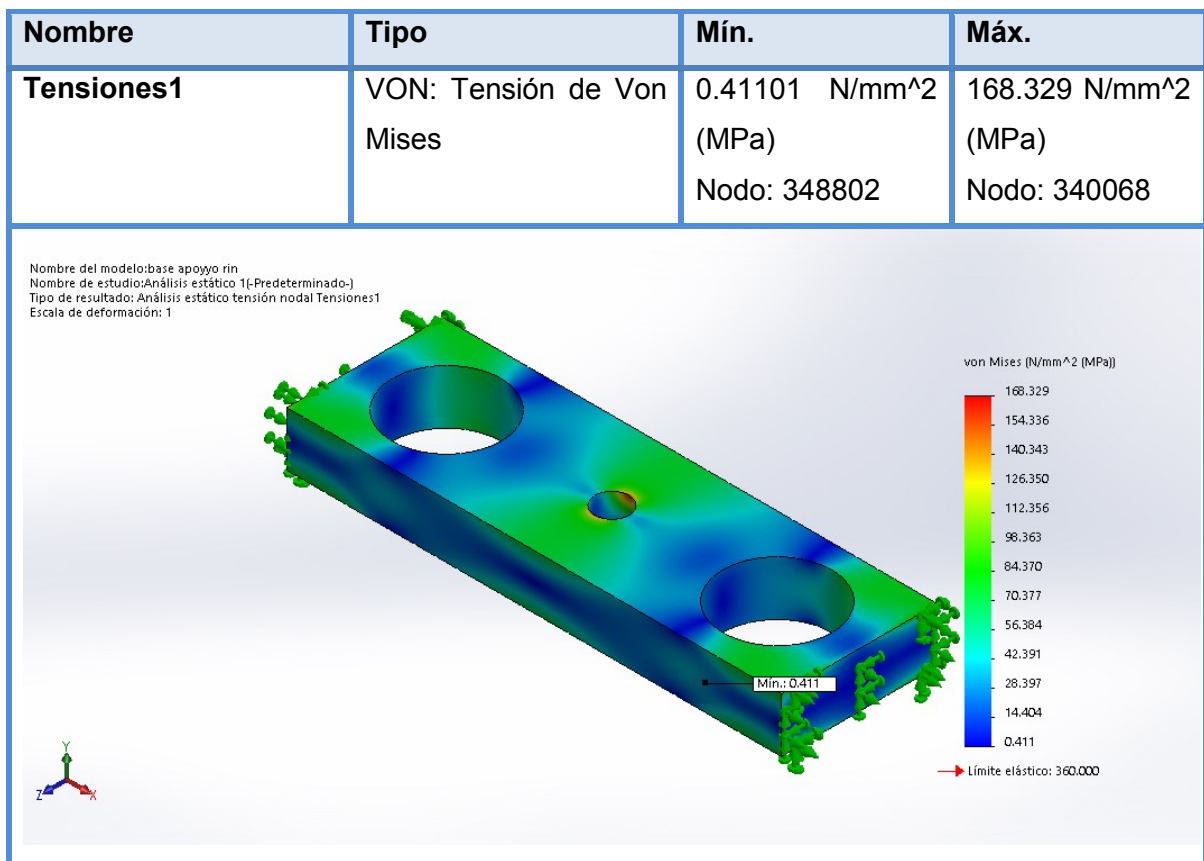 Nombre Tipo Mín. Máx.
Tensiones1 VON: Tensión de Von 0.41101 N/mm^2 168.329 N/mm^2
Mises (MPa) (MPa)
Nodo: 348802 Nodo: 340068
Nombre del modelo:base apoyyo rin
Nombre de estudio:Análisis estático 1(-Predeterminado-)
Tipo de resultado: Análisis estático tensión nodal Tensiones1
Escala de deformación: 1
von Mises (N/mm^2 (MPa))
168.329
154.336
140.343
126.350
112.356
98.363
84.370
70.377
56.384
42.391
28.397
14.404
0.411
Límite elástico: 360.000
Mín.: 0.411
Y
Z X